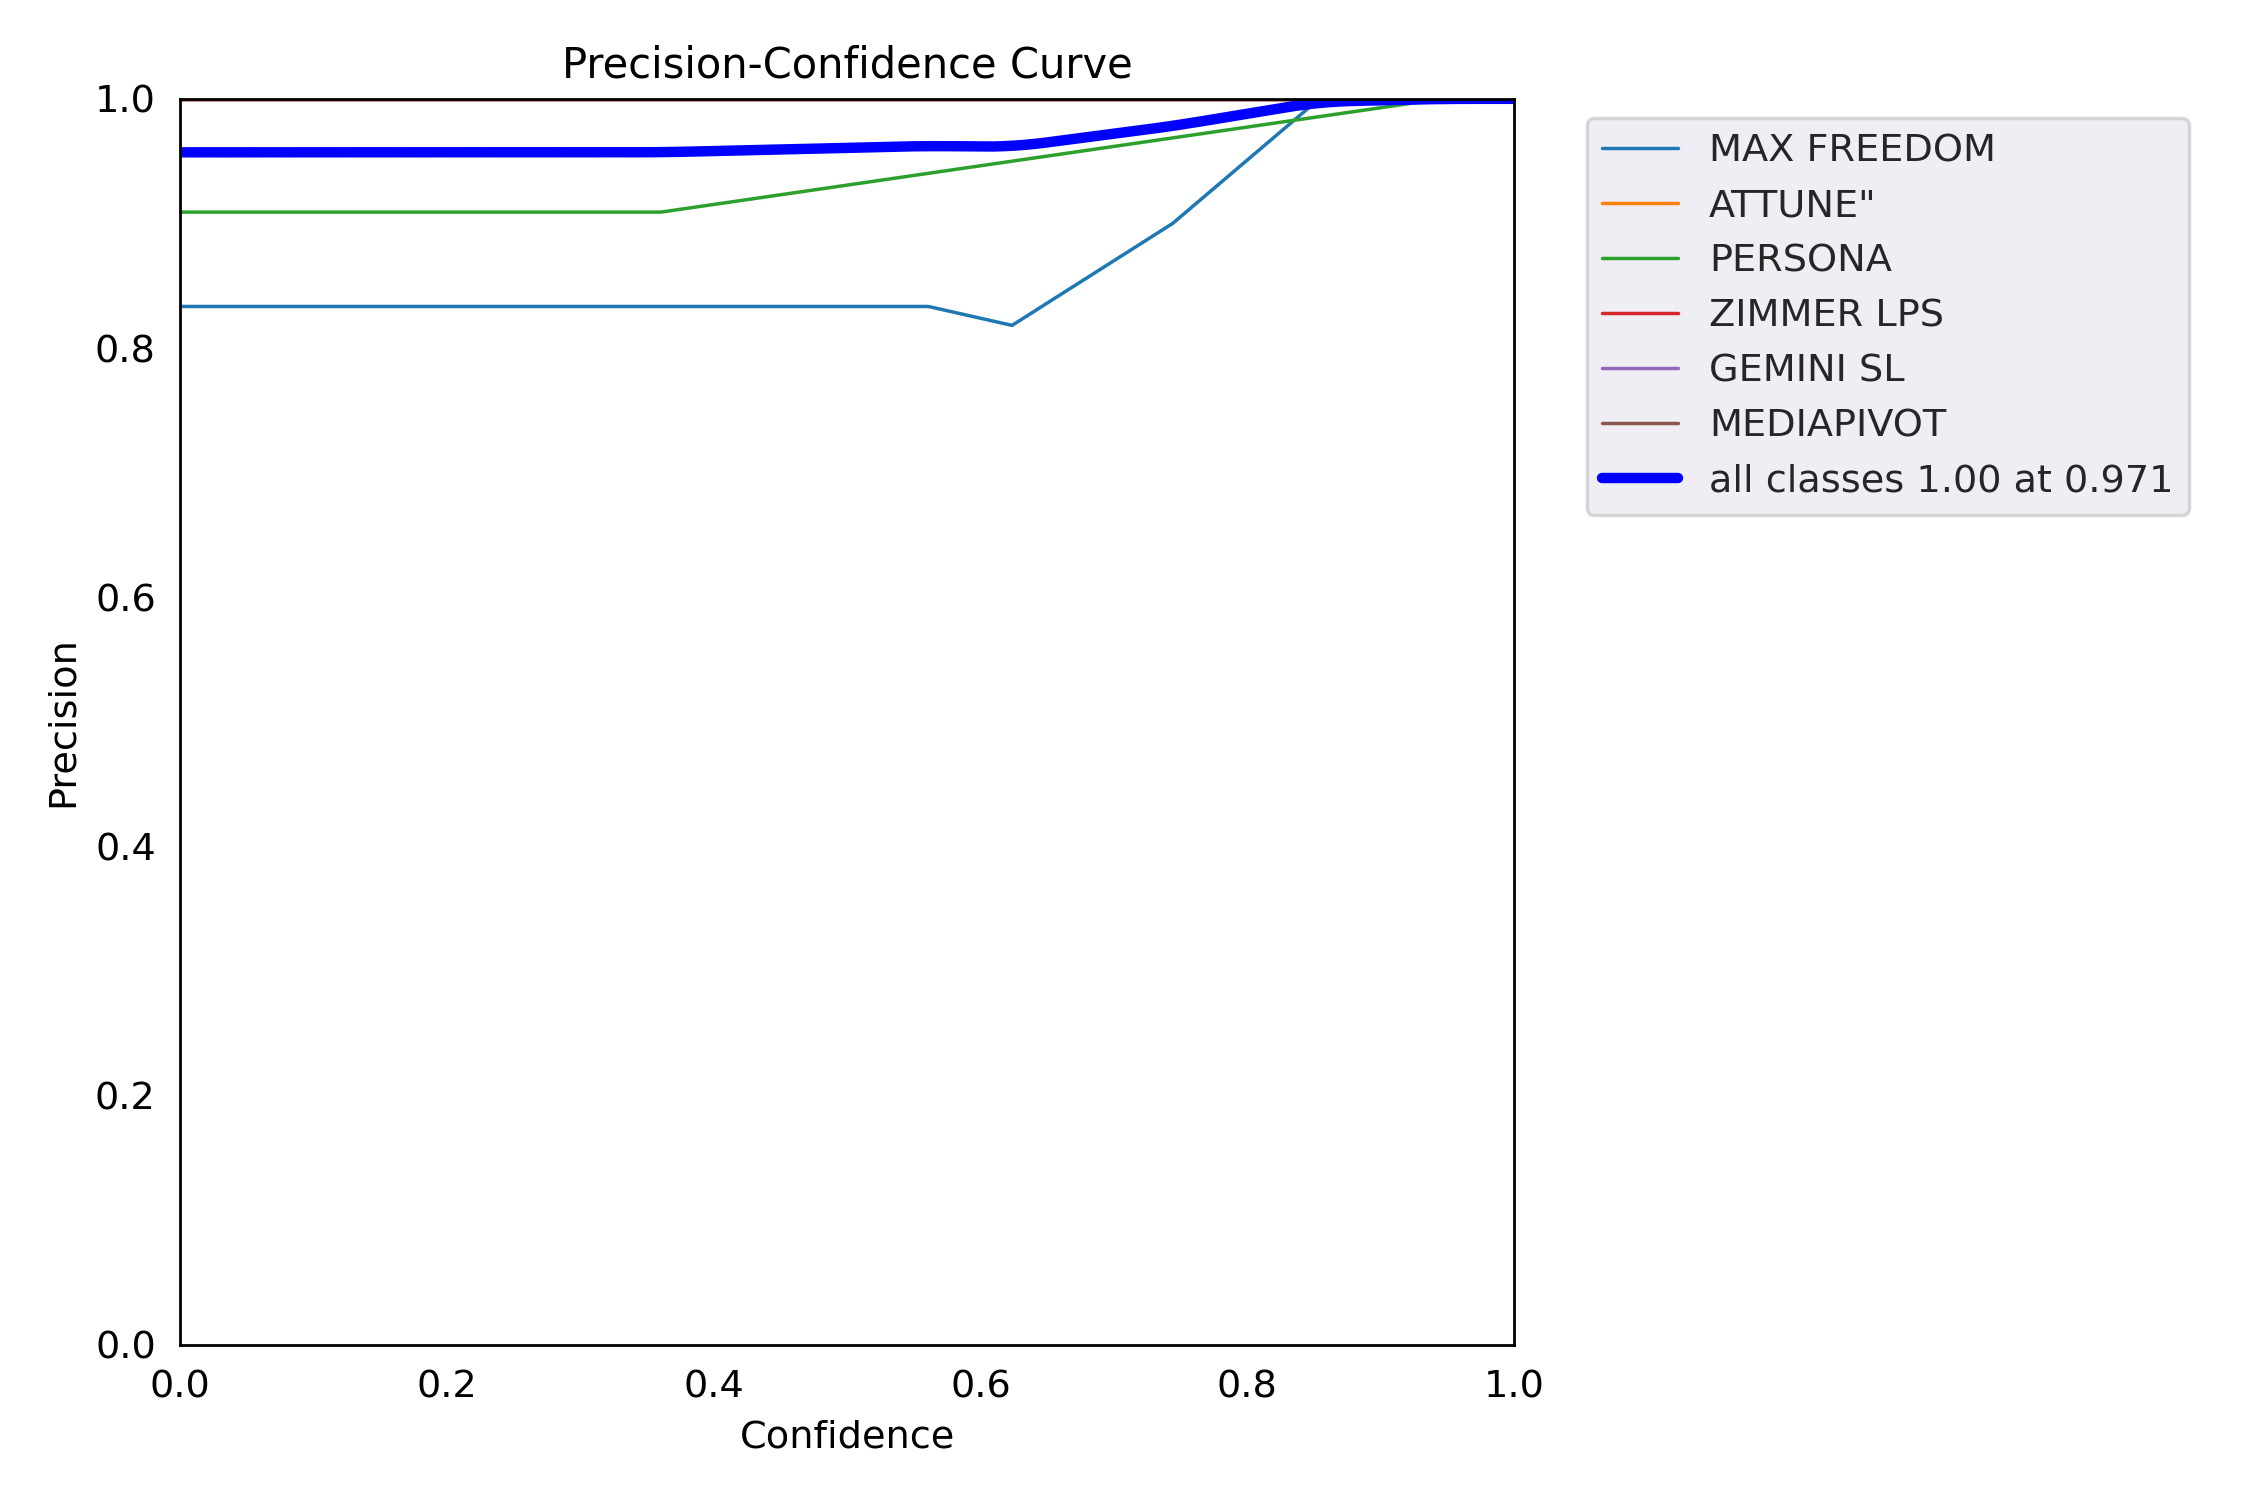 Precision-Confidence Curve
1.0
0.8
0.6
0.4
0.2
0.0
Precision
0.0 0.2 0.4 0.6 0.8 1.0
Confidence
MAX FREEDOM
ATTUNE"
PERSONA
ZIMMER LPS
GEMINI SL
MEDIAPIVOT
all classes 1.00 at 0.971